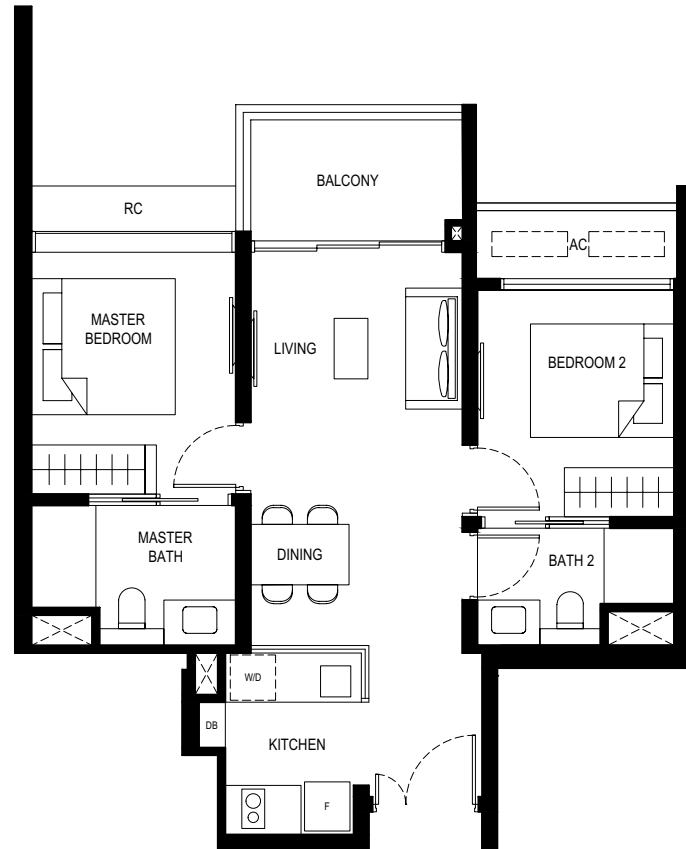 BALCONY
RC
AC
MASTER
BEDROOM
LIVING
BEDROOM 2
MASTER
BATH
DINING
BATH 2
W/D
DB
KITCHEN
F